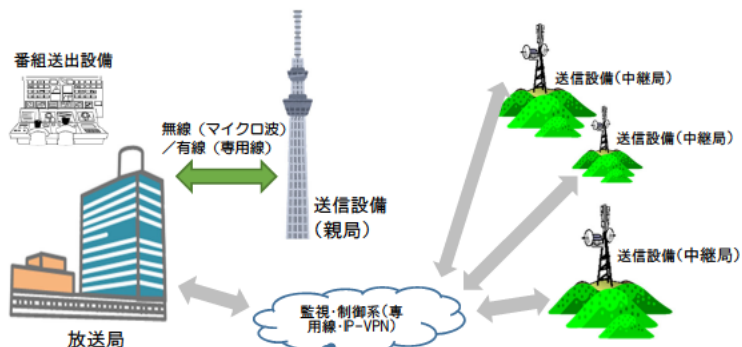 番組送出設備
無線（マイクロ波）
／有線（専用線）
送信設備
（親局）
放送局
監視・制御系（専
用線・IP-VPN）
送信設備（中継局）
送信設備（中継局）
送信設備（中継局）